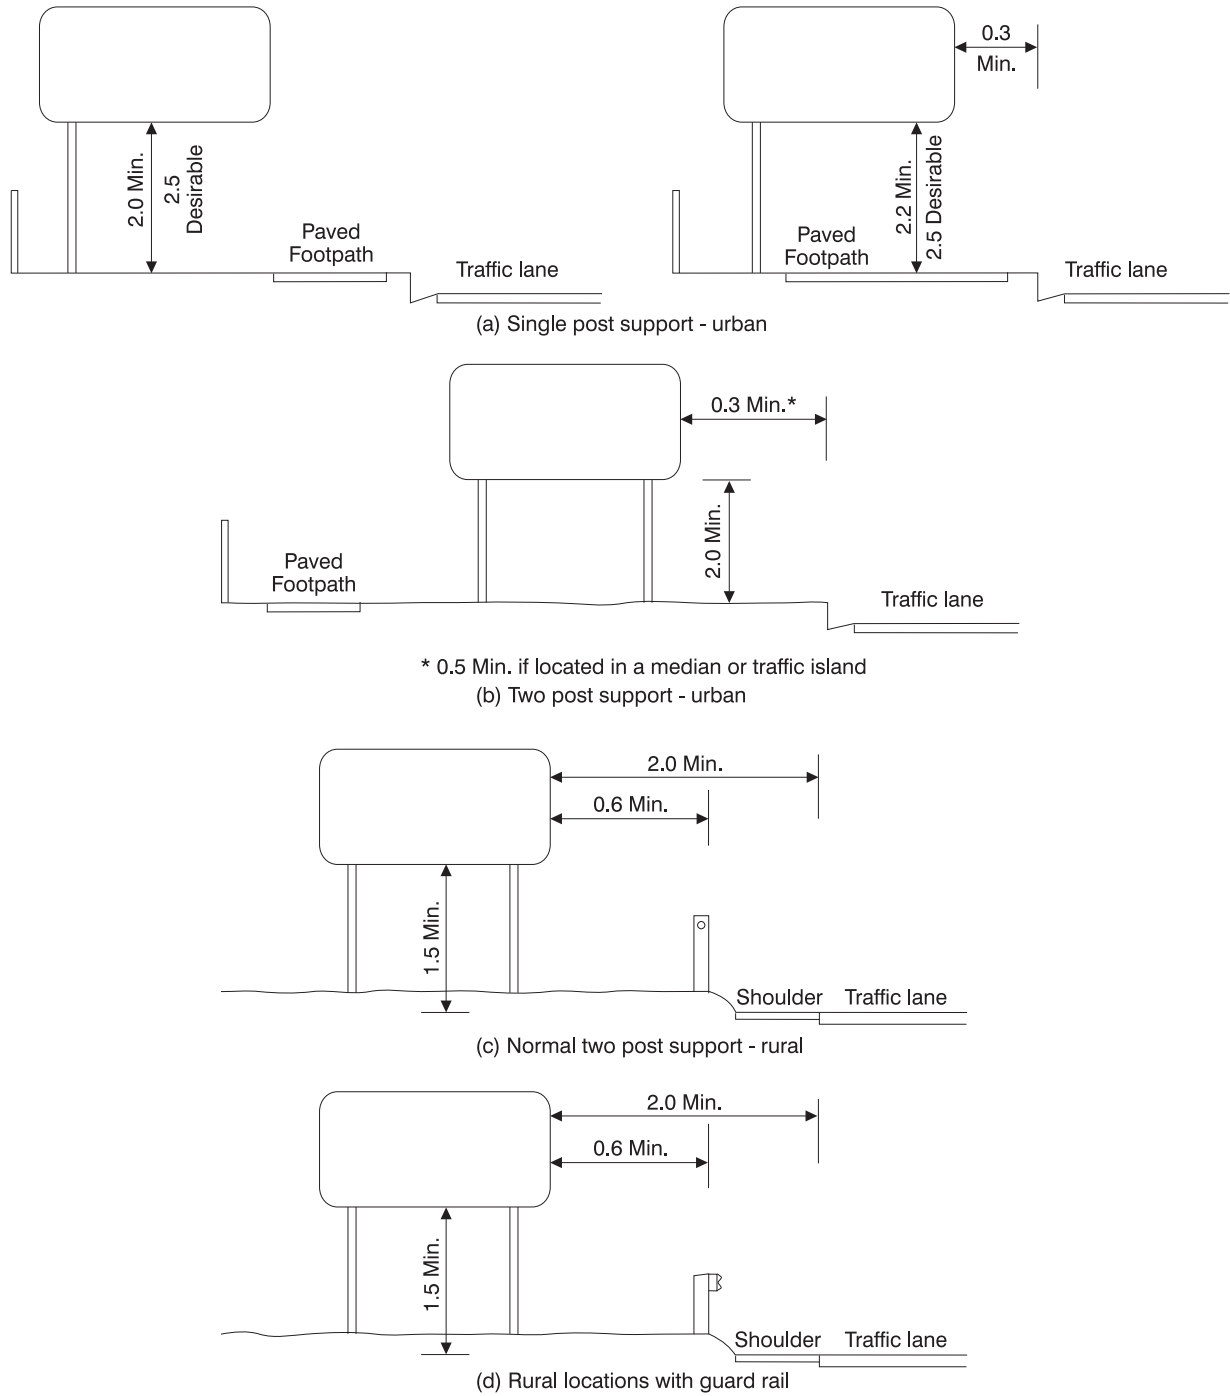 0.3
Min.
2.0 Min.
2.5
Desirable
2.2 Min.
2.5 Desirable
Paved
Footpath
Traffic lane
Paved
Footpath
Traffic lane
(a) Single post support - urban
0.3 Min.*
2.0 Min.
Paved
Footpath
Traffic lane
* 0.5 Min. if located in a median or traffic island
(b) Two post support - urban
2.0 Min.
0.6 Min.
1.5 Min.
Shoulder
Traffic lane
(c) Normal two post support - rural
2.0 Min.
0.6 Min.
1.5 Min.
Shoulder
Traffic lane
(d) Rural locations with guard rail